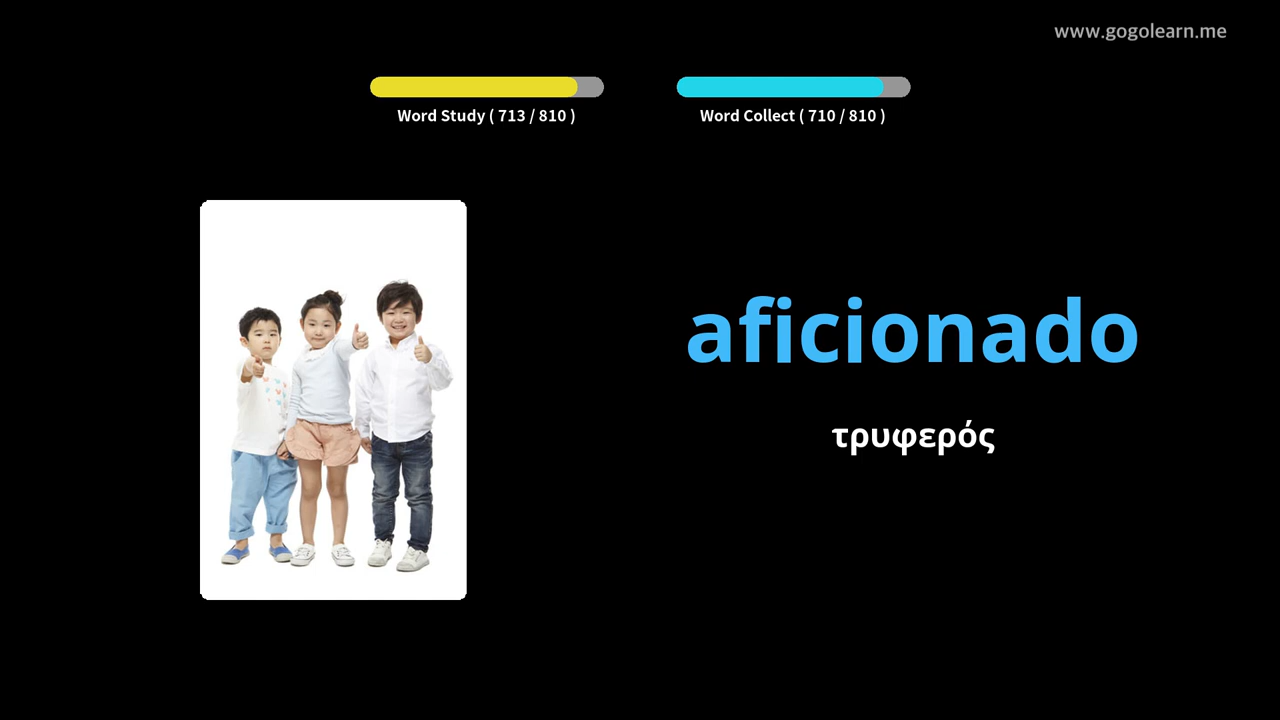 www.gogolearn.me
Word Study ( 713 / 810 )
Word Collect ( 710 / 810 )
aficionado
τρυφερός